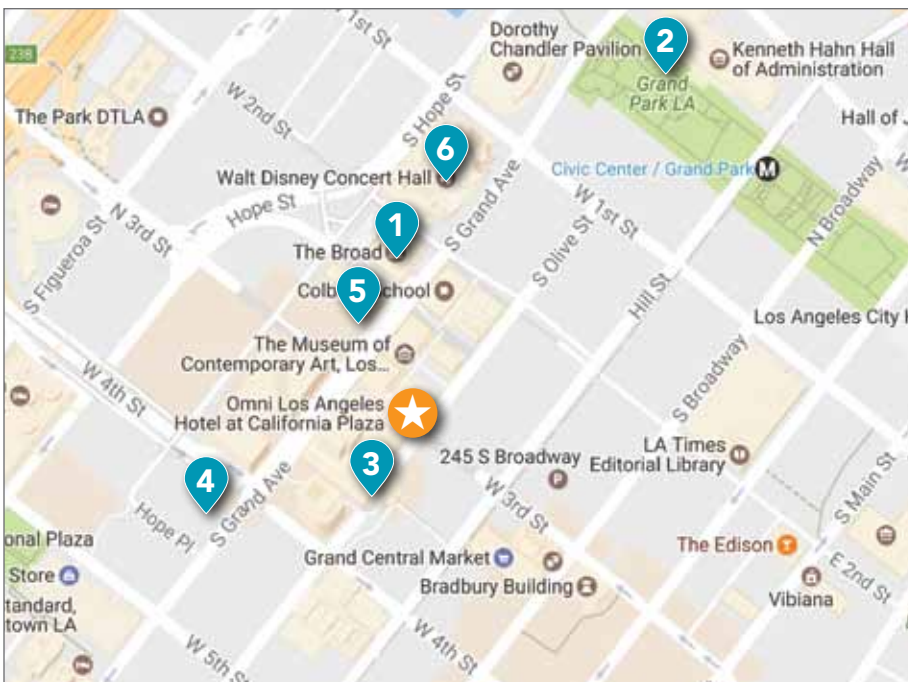 W 1st St
Dorothy
Chandler Pavilion
2
Kenneth Hahn Hall
of Administration
23B
Grand
Park LA
The Park DTLA
W 2nd St
S Hope St
Hall of J
6
Walt Disney Concert Hall
Civic Center / Grand Park
M
W
Hope St
S Grand Ave
W 1st St
N Broadway
N 3rd St
1
The Broad
S Olive St
S Figueroa St
Hill St
Colb
5
chool
Los Angeles City H
The Museum of
Contemporary Art, Los...
W 4th St
S Broadway
Omni Los Angeles
Hotel at California Plaza
3
245 S Broadway
P
LA Times
Editorial Library
4
S Grand Ave
W 3rd St
S Main St
Hope Pl
onal Plaza
Grand Central Market
The Edison
E 2nd St
Store
Bradbury Building
Vibiana
tandard,
town LA
W 5th St
W 4th St